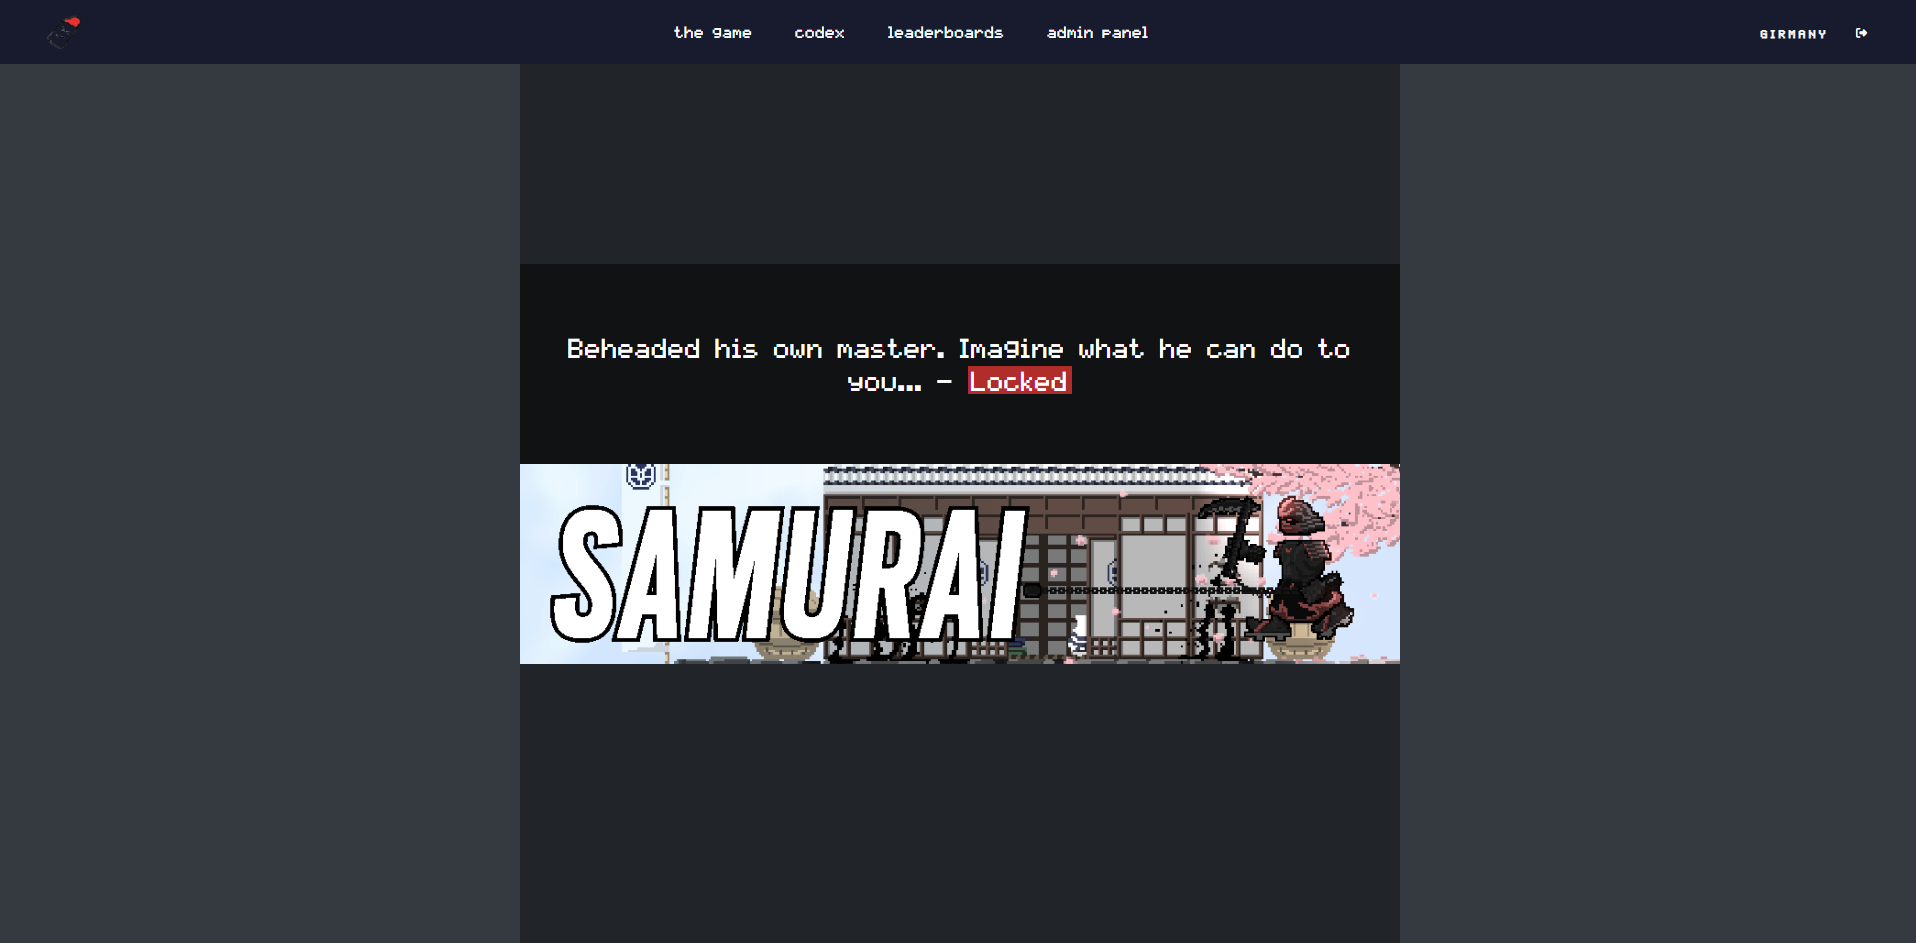 the game codex leaderboards admin panel GIRMANY
Beheaded his own master. Imagine what he can do to
you... - Locked
SAMURAI